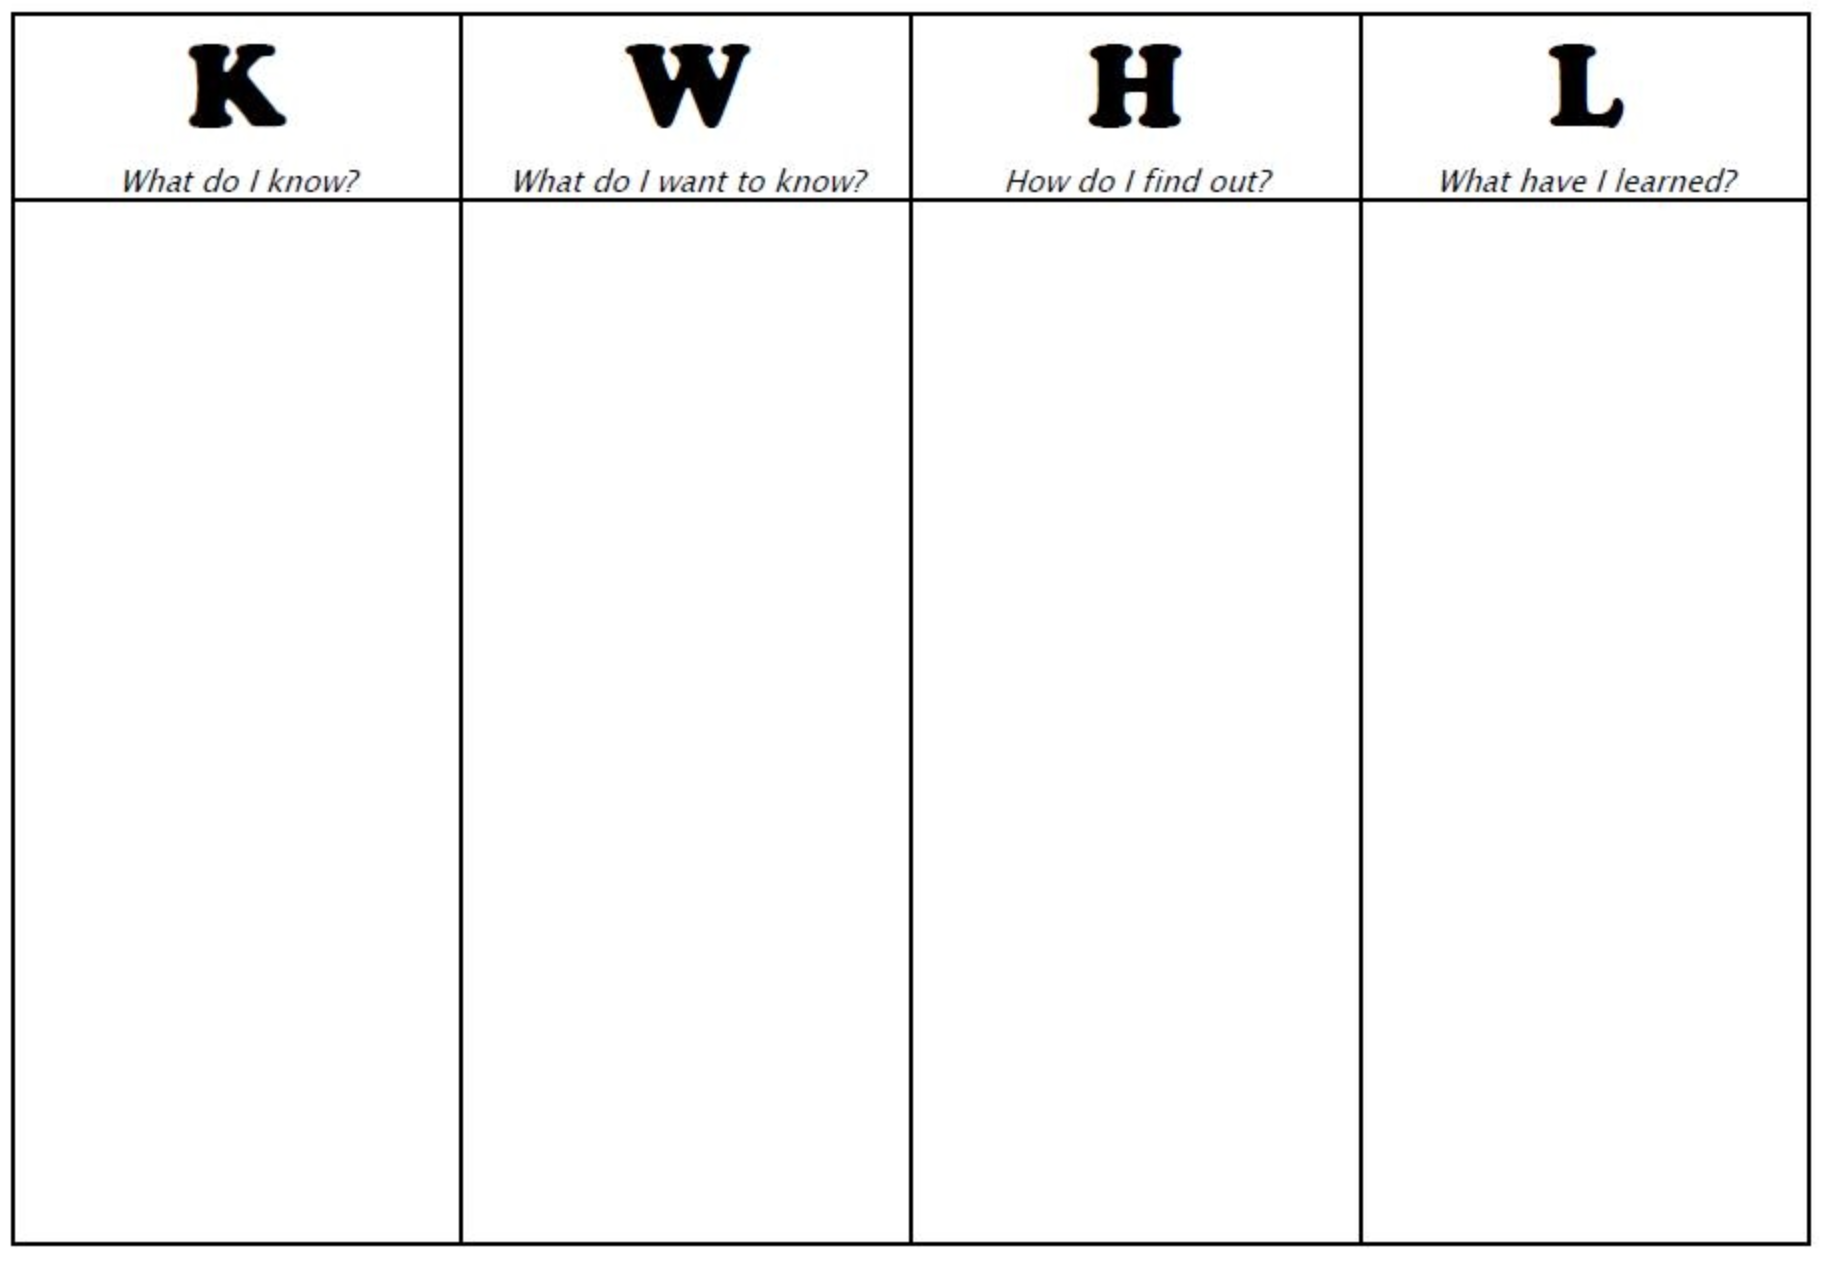 K
What do I know?
W
What do I want to know?
H
How do I find out?
L
What have I learned?